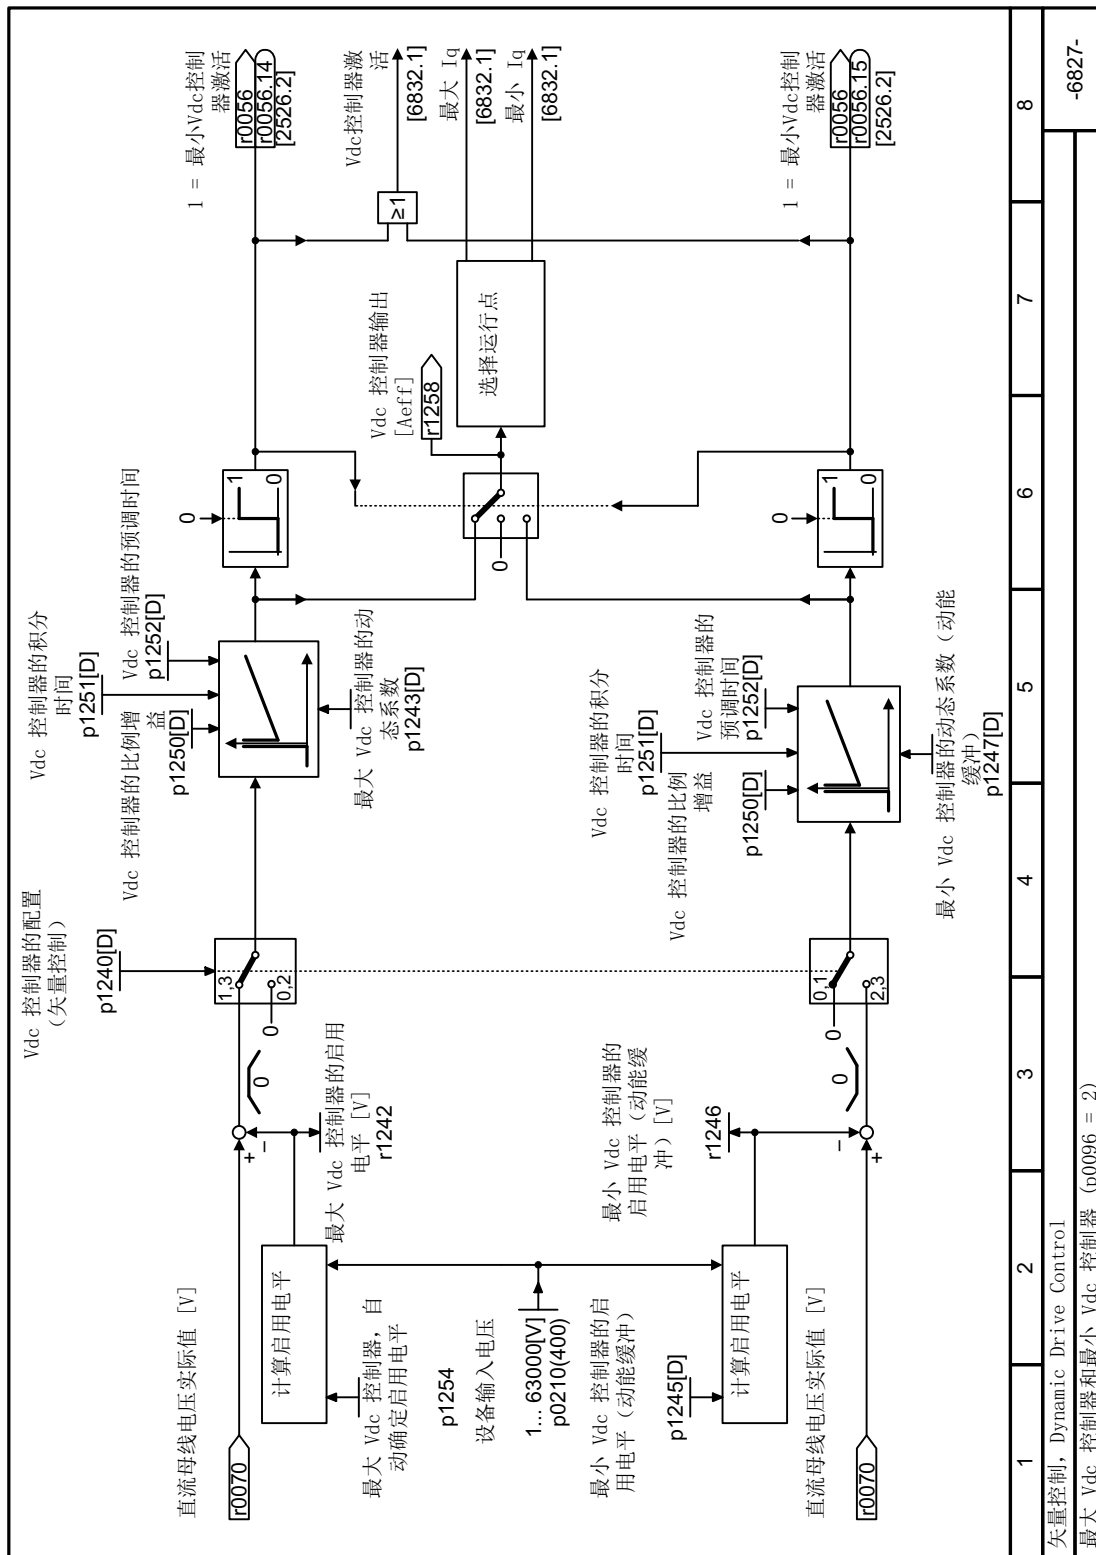 Vdc 控制器的配置
（矢量控制）
p1240[D]
Vdc 控制器的积分
时间
p1251[D]
Vdc 控制器的比例增
益
p1250[D]
Vdc 控制器的预调时间
p1252[D]
直流母线电压实际值 [V]
r0070
+
−
0
1,3
0,2
0
0
1
0
1 = 最小Vdc控制
器激活
r0056
r0056.14
[2526.2]
计算启用电平
最大 Vdc 控制器的启用
电平 [V]
r1242
最大 Vdc 控制器的动
态系数
p1243[D]
Vdc 控制器输出
[Aeff]
r1258
≥1
Vdc控制器激
活
[6832.1]
最大 Vdc 控制器，自
动确定启用电平
p1254
设备输入电压
1... 63000[V]
p0210(400)
0
选择运行点
最大 Iq
[6832.1]
最小 Iq
[6832.1]
最小 Vdc 控制器的启
用电平（动能缓冲）
p1245[D]
计算启用电平
最小 Vdc 控制器的
启用电平（动能缓
冲）[V]
r1246
Vdc 控制器的积分
时间
p1251[D]
Vdc 控制器的比例
增益
p1250[D]
Vdc 控制器的
预调时间
p1252[D]
直流母线电压实际值 [V]
r0070
+
−
0
0
0,1
2,3
0
1
0
1 = 最小Vdc控制
器激活
r0056
r0056.15
[2526.2]
最小 Vdc 控制器的动态系数（动能
缓冲）
p1247[D]
1
2
3
4
5
6
7
8
矢量控制, Dynamic Drive Control
最大 Vdc 控制器和最小 Vdc 控制器 (p0096 = 2)
-6827-